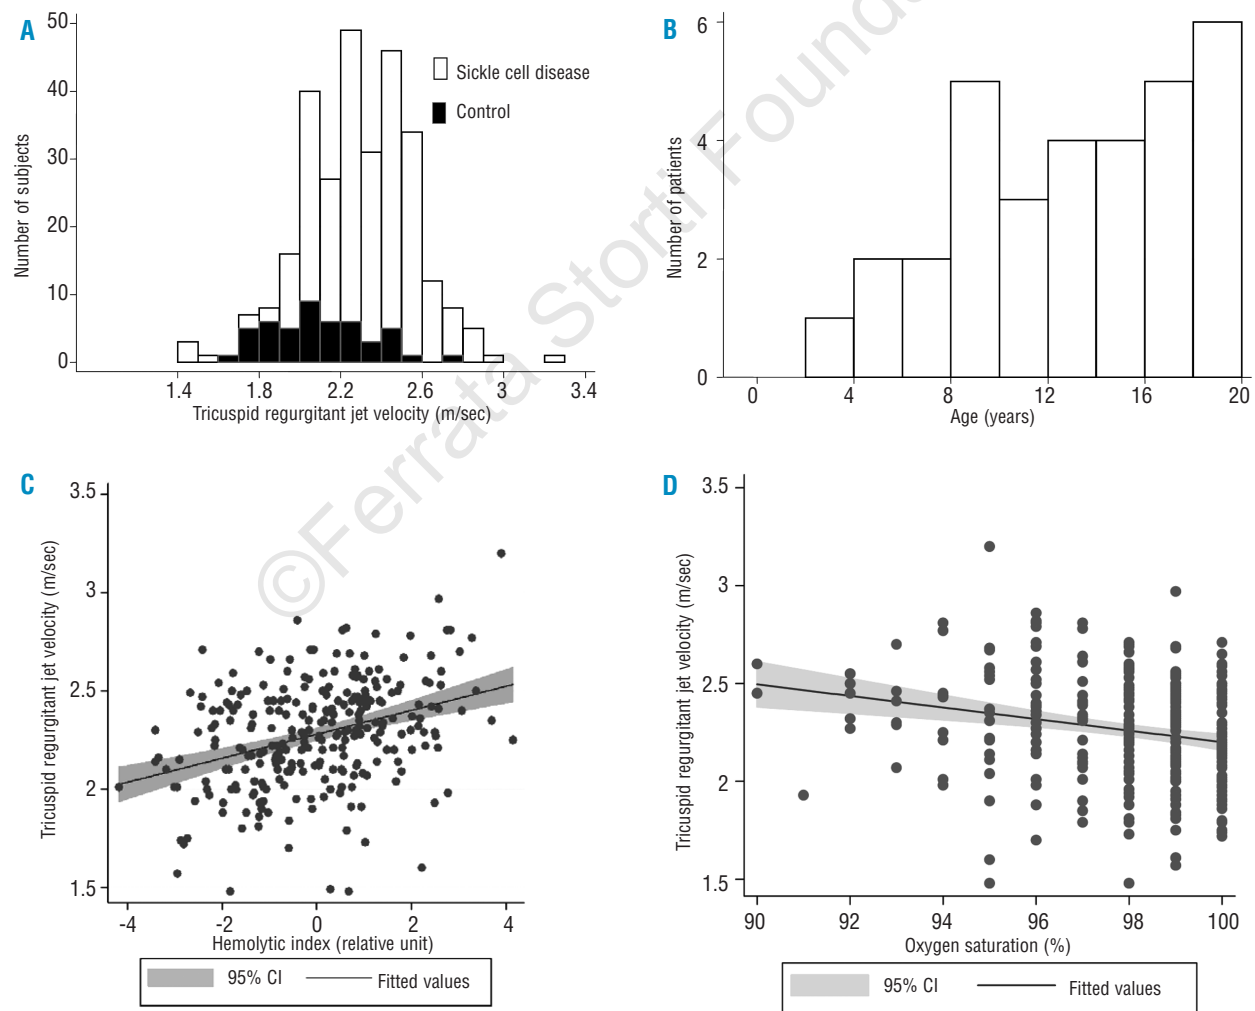 A
50
40
30
20
10
0
Number of subjects
Sickle cell disease
Control
1.4 1.8 2.2 2.6 3 3.4
Tricuspid regurgitant jet velocity (m/sec)
B
6
4
2
0
Number of patients
0 4 8 12 16 20
Age (years)
C
3.5
3
2.5
2
1.5
Tricuspid regurgitant jet velocity (m/sec)
-4 -2 0 2 4
Hemolytic index (relative unit)
95% CI Fitted values
D
3.5
3
2.5
2
1.5
Tricuspid regurgitant jet velocity (m/sec)
90 92 94 96 98 100
Oxygen saturation (%)
95% CI Fitted values
©Ferrata Storti Founda